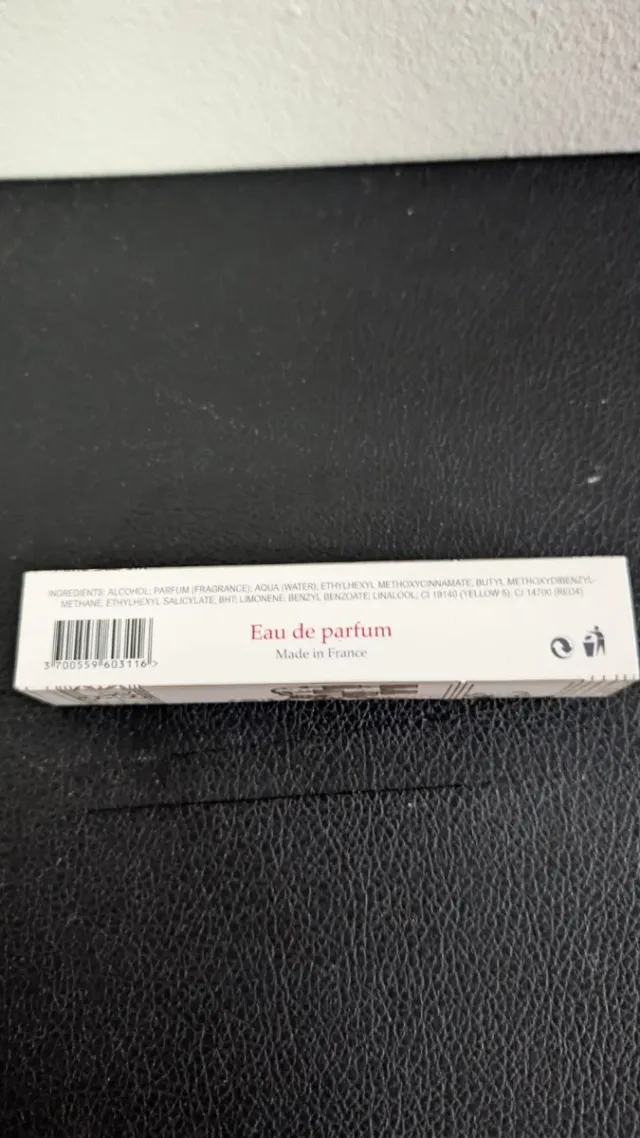 INGREDIENTS: ALCOHOL; PARFUM (FRAGRANCE); AQUA (WATER); ETHYLHEXYL METHOXYCINNAMATE; BUTYL METHOXYDIBENZYL-
METHANE; ETHYLHEXYL SALICYLATE; BHT; LIMONENE; BENZYL BENZOATE; LINALOOL; CI 19140 (YELLOW 5); CI 14700 (RED4)
Eau de parfum
Made in France
3 700559 603116 >